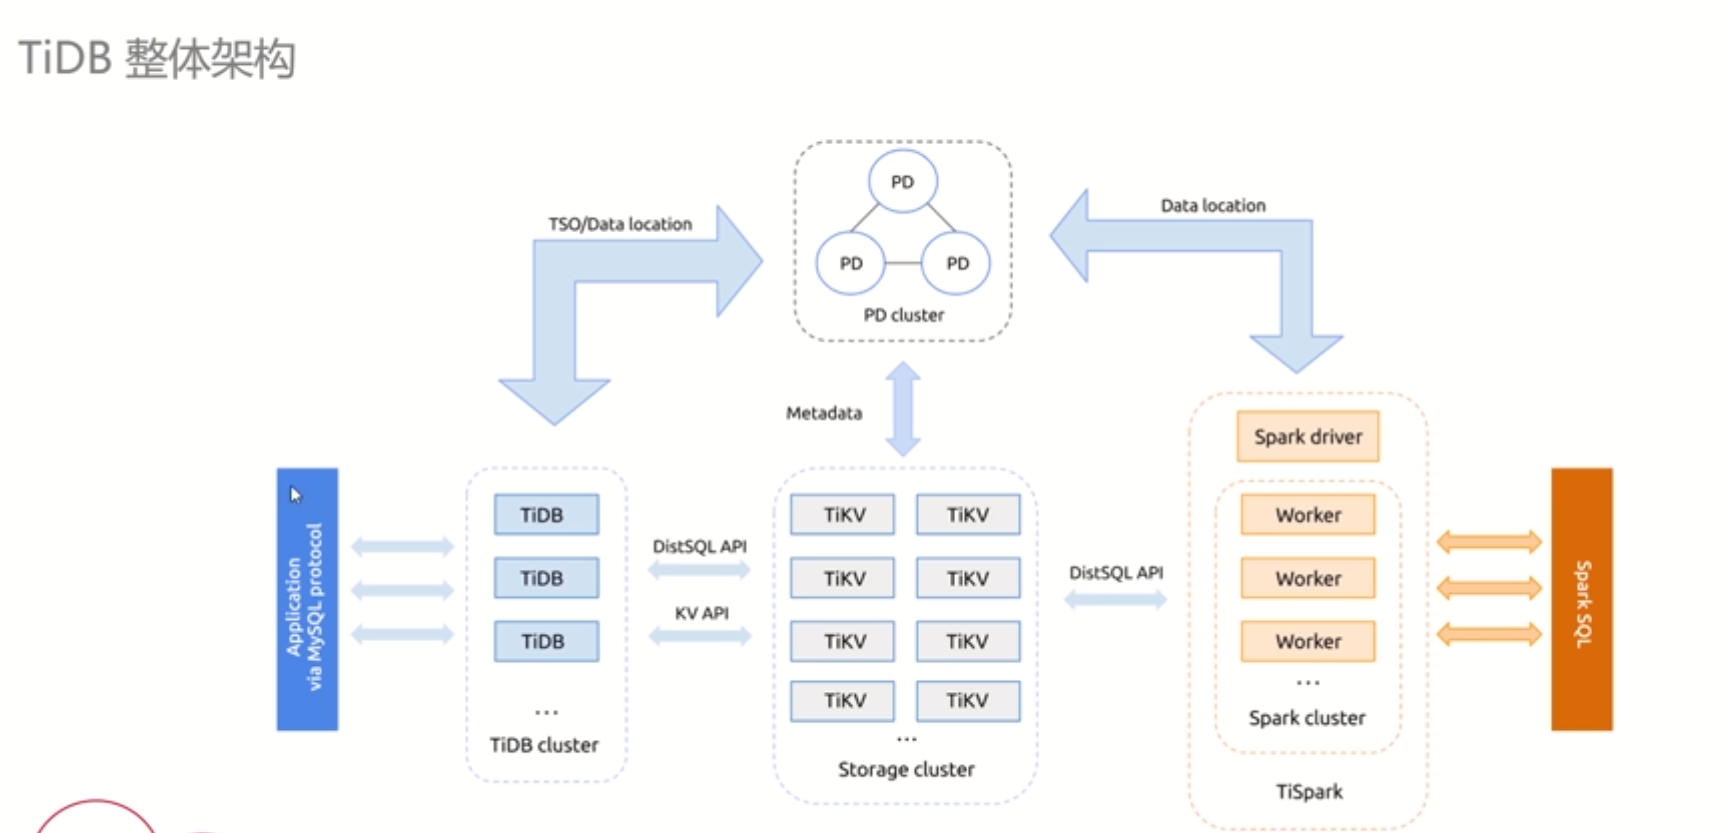 TiDB 整体架构
PD
PD
PD
PD cluster
TSO/Data location
Data location
Metadada
Application
via MySQL protocol
TiDB
TiDB
TiDB
...
TiDB cluster
DistSQL API
KV API
TiKV TiKV
TiKV TiKV
TiKV TiKV
TiKV TiKV
...
Storage cluster
DistSQL API
Spark driver
Worker
Worker
Worker
...
Spark cluster
TiSpark
Spark SQL